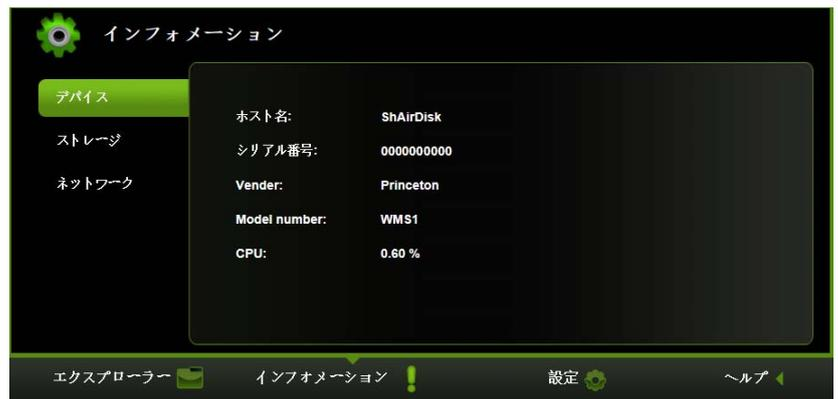 インフォメーション
デバイス
ストレージ
ネットワーク
ホスト名: ShAirDisk
シリアル番号: 0000000000
Vender: Princeton
Model number: WMS1
CPU: 0.60 %
エクスプローラー インフォメーション 設定 ヘルプ